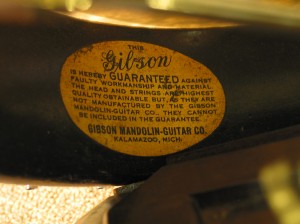 THIS
Gibson
IS HEREBY GUARANTEED AGAINST
FAULTY WORKMANSHIP AND MATERIAL.
THE HEAD AND STRINGS ARE HIGHEST
QUALITY OBTAINABLE BUT, AS THEY ARE
NOT MANUFACTURED BY THE GIBSON
MANDOLIN-GUITAR CO., THEY CANNOT
BE INCLUDED IN THE GUARANTEE.
GIBSON MANDOLIN-GUITAR CO.
KALAMAZOO, MICH.